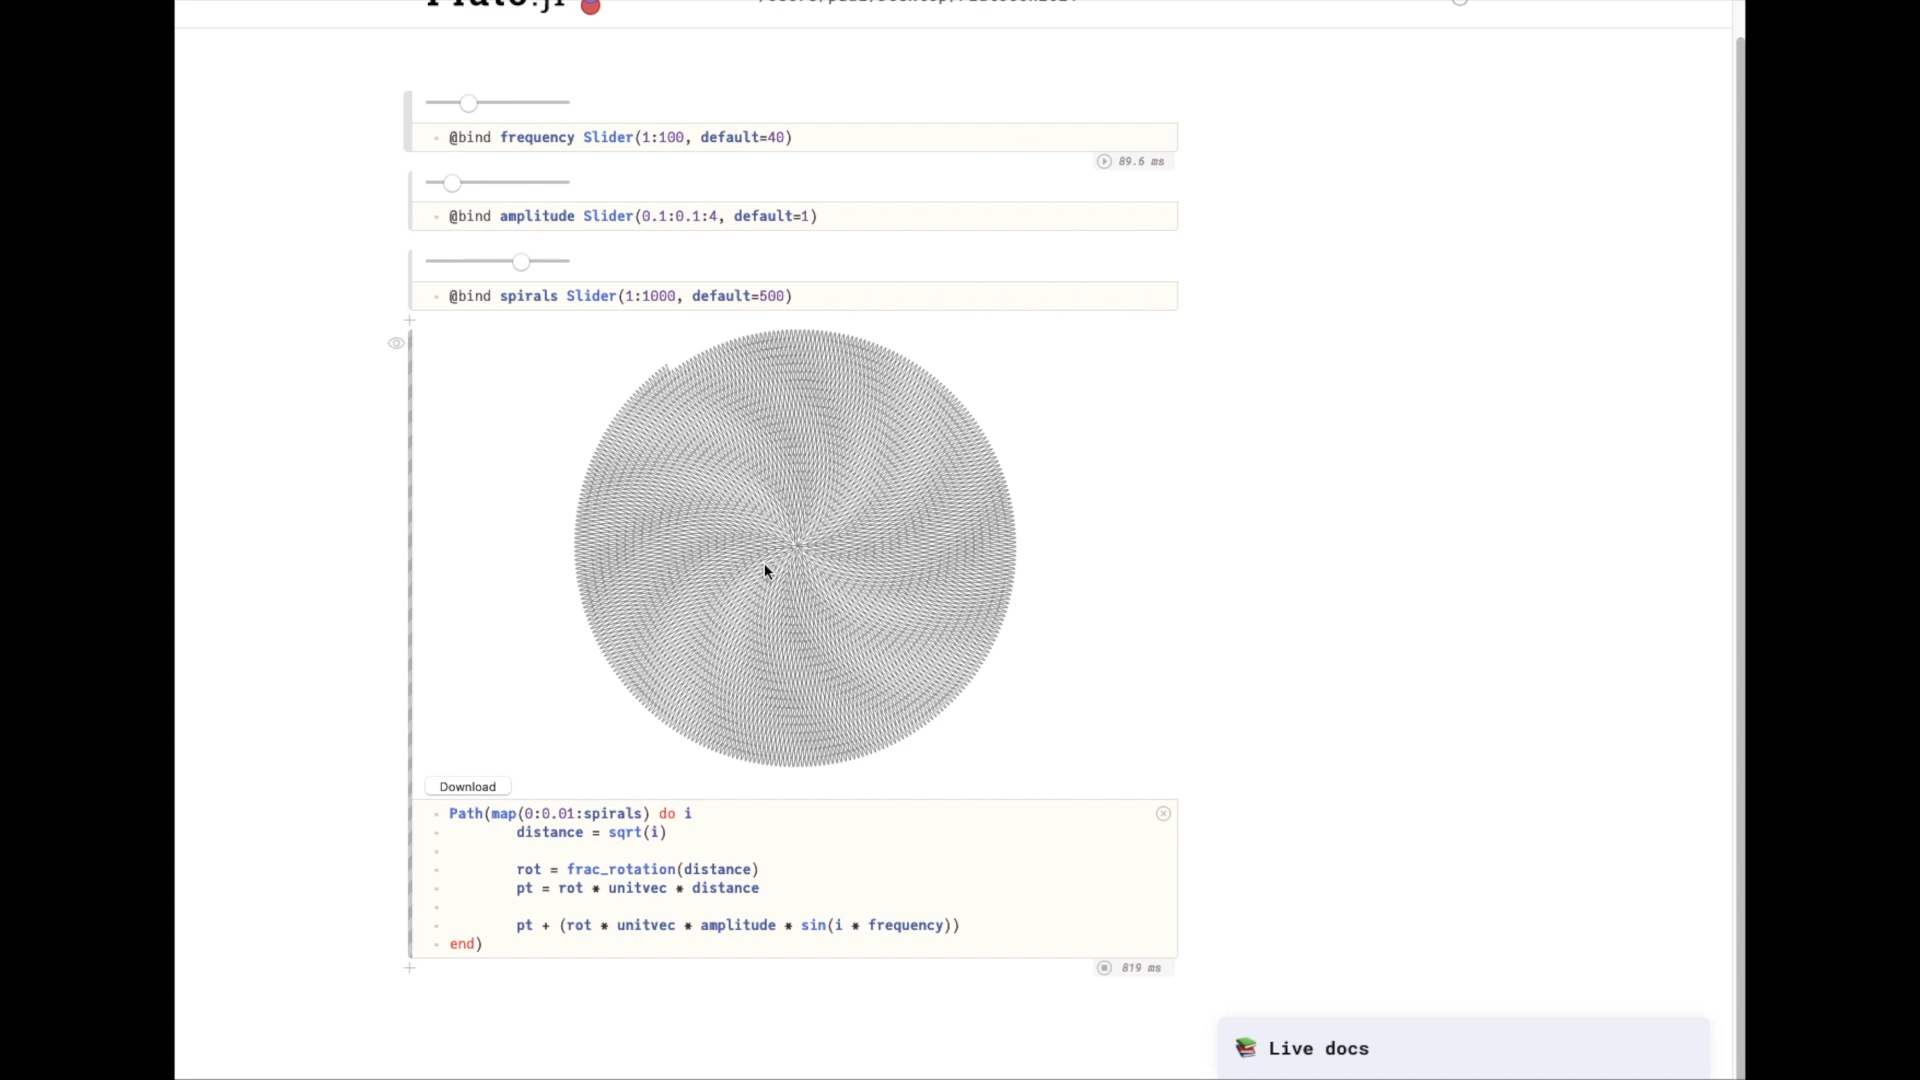 Pluto.jl
@bind frequency Slider(1:100, default=40)
89.6 ms
@bind amplitude Slider(0.1:0.1:4, default=1)
@bind spirals Slider(1:1000, default=500)
Download
Path(map(0:0.01:spirals) do i
distance = sqrt(i)
rot = frac_rotation(distance)
pt = rot * unitvec * distance
pt + (rot * unitvec * amplitude * sin(i * frequency))
end)
819 ms
Live docs